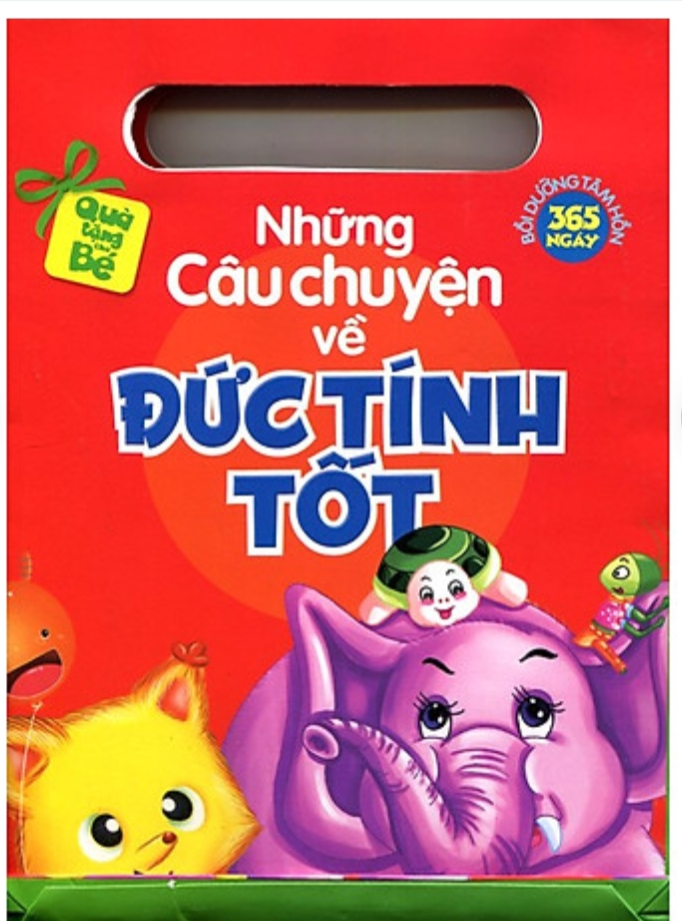 Quà
tặng
cho
Bé
BỒI DƯỠNG TÂM HỒN
365
NGÀY
Những
Câu chuyện
về
ĐỨC TÍNH
TỐT